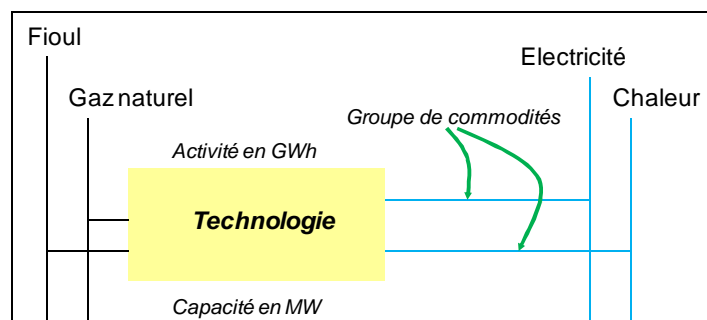 Fioul
Electricité
Gaz naturel
Chaleur
Groupe de commodités
Activité en GWh
Technologie
Capacité en MW